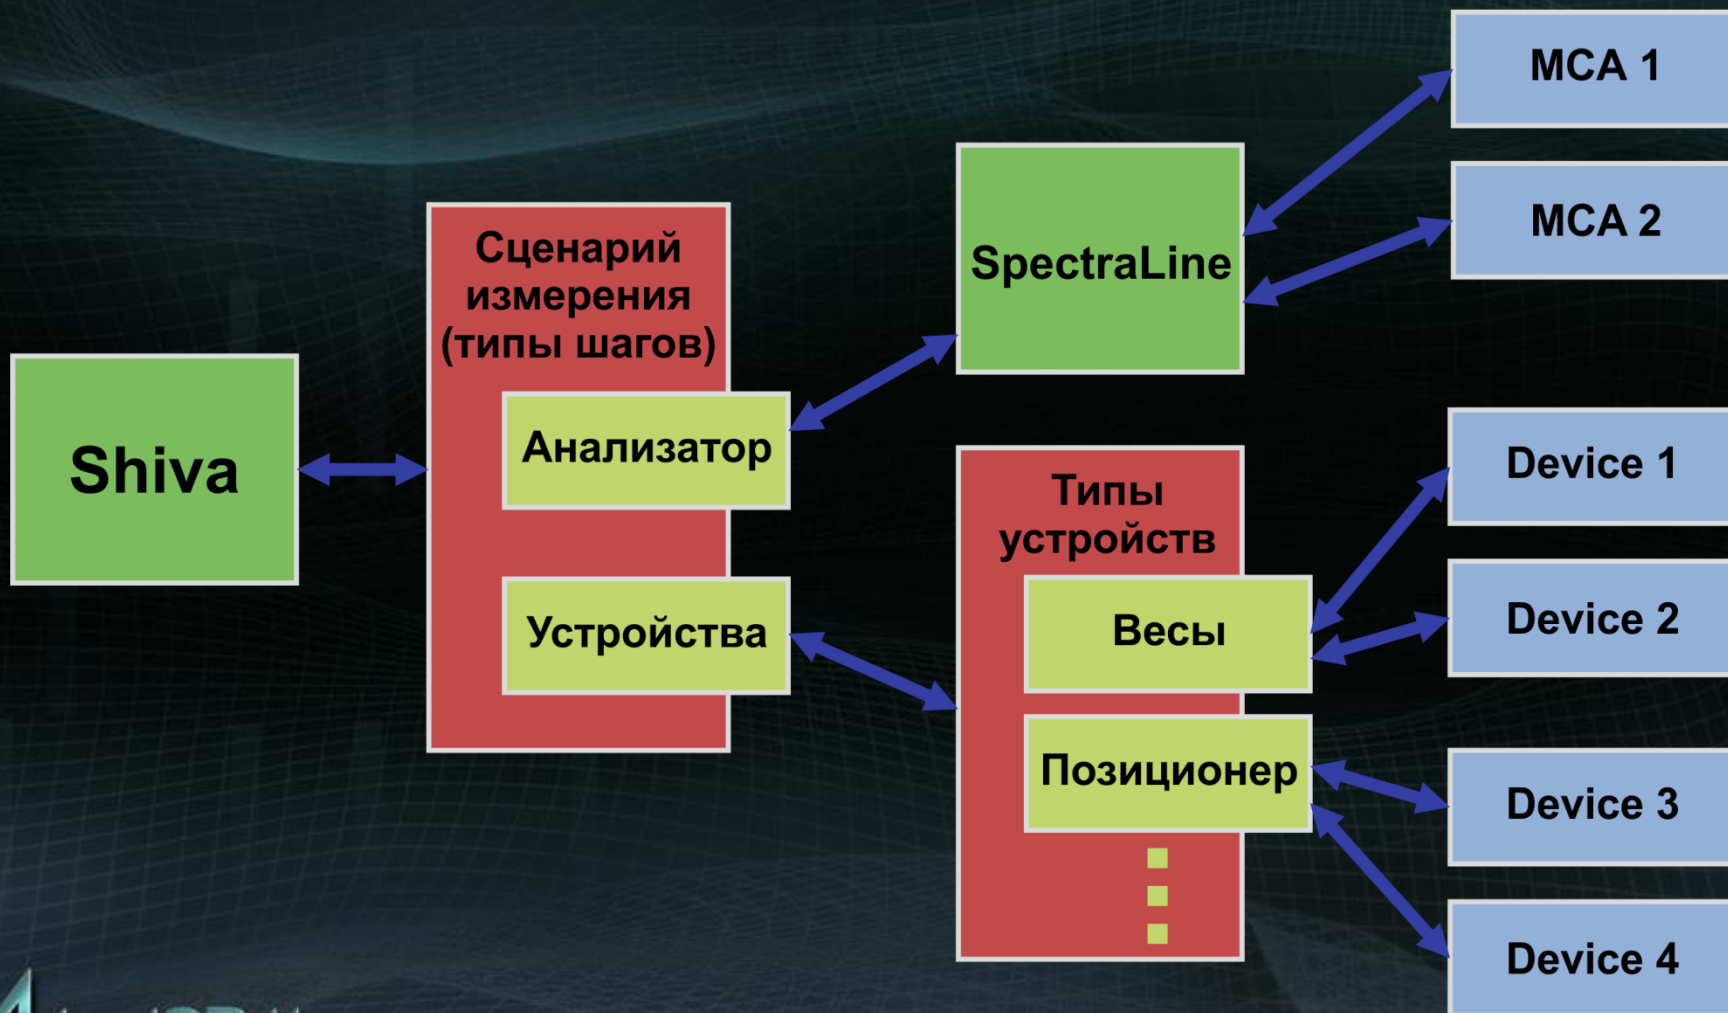 Shiva
Сценарий
измерения
(типы шагов)
Анализатор
Устройства
SpectraLine
Типы
устройств
Весы
Позиционер
MCA 1
MCA 2
Device 1
Device 2
Device 3
Device 4